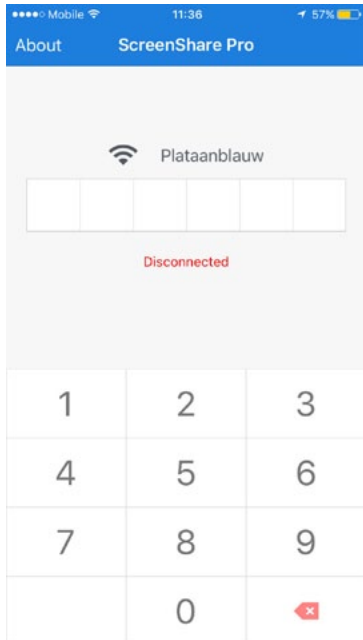 Mobile 11:36 57%
About ScreenShare Pro
Plataanblauw
Disconnected
1 2 3
4 5 6
7 8 9
0